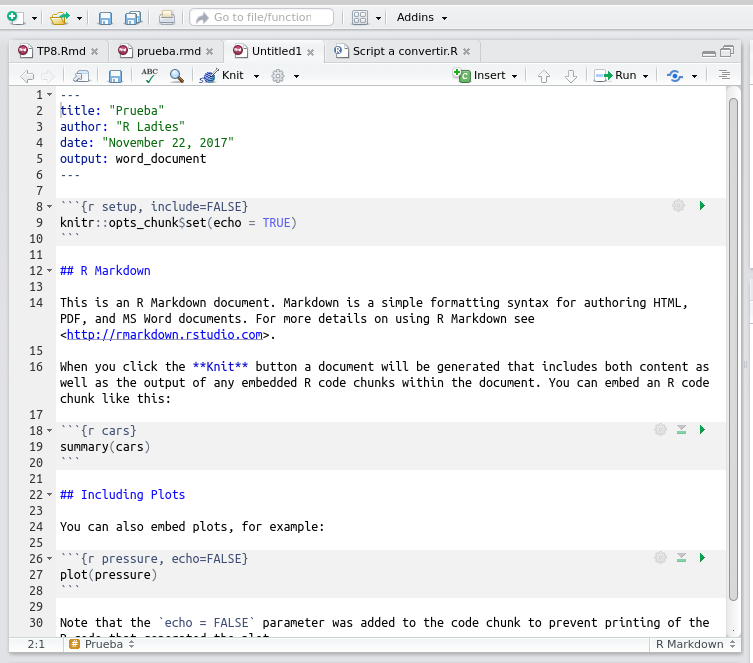 Go to file/function
Addins
TP8.Rmd
prueba.rmd
Untitled1
Script a convertir.R
ABC
Knit
Insert
Run
1 ---
2 title: "Prueba"
3 author: "R Ladies"
4 date: "November 22, 2017"
5 output: word_document
6 ---
7
8 ```{r setup, include=FALSE}
9 knitr::opts_chunk$set(echo = TRUE)
10 ```
11
12 ## R Markdown
13
14 This is an R Markdown document. Markdown is a simple formatting syntax for authoring HTML,
PDF, and MS Word documents. For more details on using R Markdown see
<http://rmarkdown.rstudio.com>.
15
16 When you click the **Knit** button a document will be generated that includes both content as
well as the output of any embedded R code chunks within the document. You can embed an R code
chunk like this:
17
18 ```{r cars}
19 summary(cars)
20 ```
21
22 ## Including Plots
23
24 You can also embed plots, for example:
25
26 ```{r pressure, echo=FALSE}
27 plot(pressure)
28 ```
29
30 Note that the `echo = FALSE` parameter was added to the code chunk to prevent printing of the
R code that generated the plot.
2:1
Prueba
R Markdown